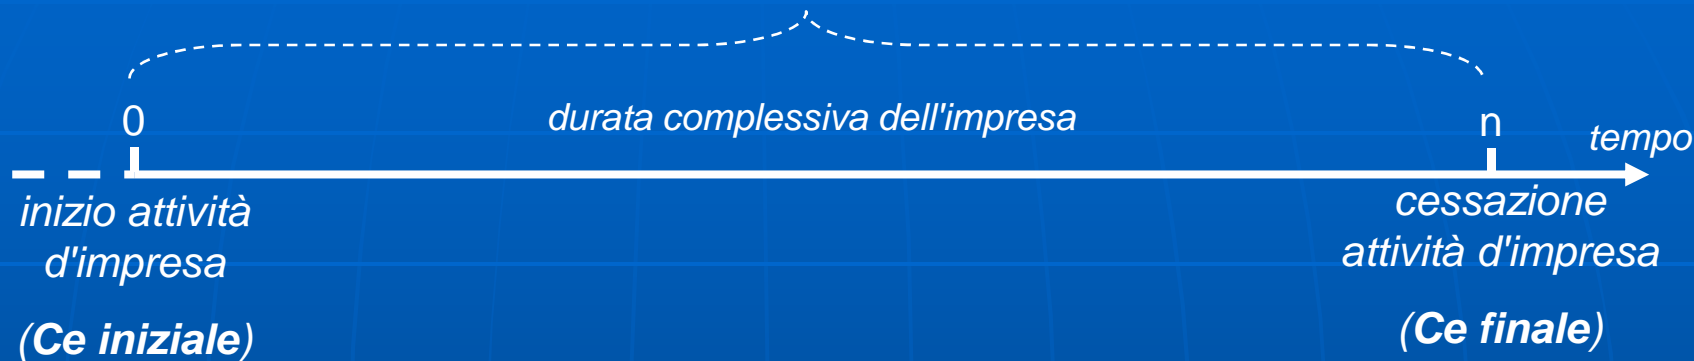 0
durata complessiva dell'impresa
n
tempo
inizio attività
d'impresa
(Ce iniziale)
cessazione
attività d'impresa
(Ce finale)